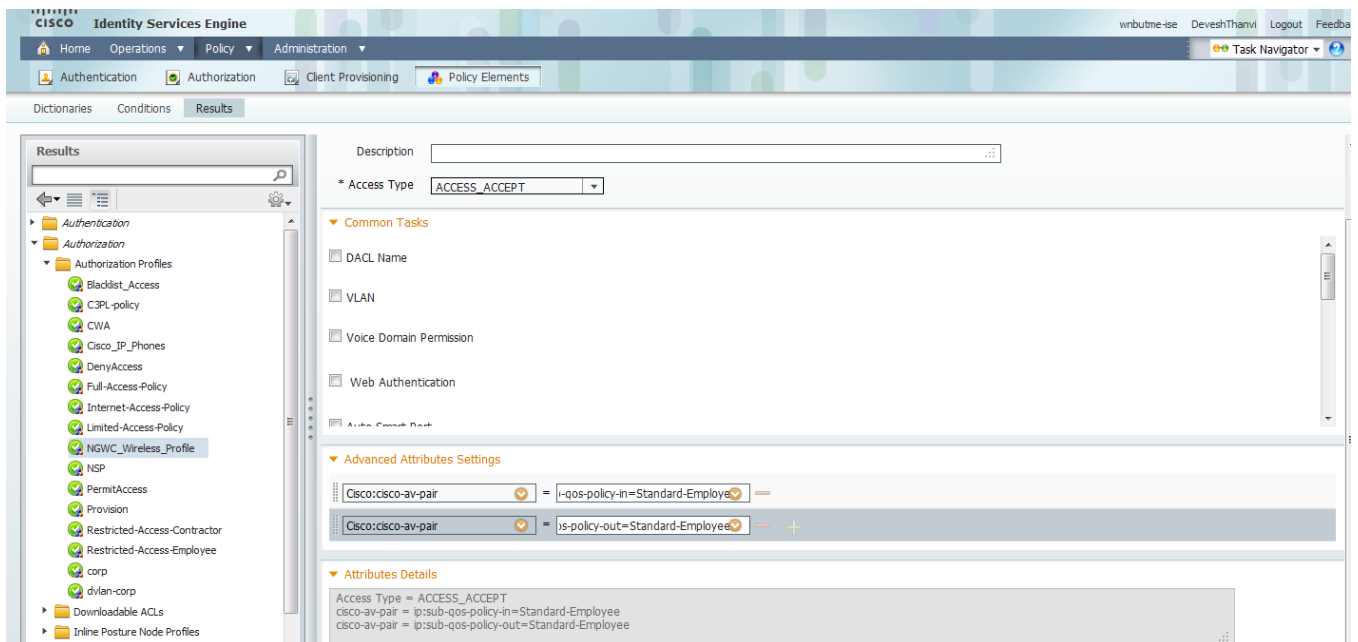 CISCO Identity Services Engine
wnbutme-ise DeveshThanvi Logout Feedba
Home Operations Policy Administration
Task Navigator
Authentication Authorization Client Provisioning Policy Elements
Dictionaries Conditions Results
Results
Authentication
Authorization
Authorization Profiles
Blacklist_Access
C3PL-policy
CWA
Cisco_IP_Phones
DenyAccess
Full-Access-Policy
Internet-Access-Policy
Limited-Access-Policy
NGWC_Wireless_Profile
NSP
PermitAccess
Provision
Restricted-Access-Contractor
Restricted-Access-Employee
corp
dvlan-corp
Downloadable ACLs
Inline Posture Node Profiles
Description
* Access Type ACCESS_ACCEPT
Common Tasks
DACL Name
VLAN
Voice Domain Permission
Web Authentication
Auto Smart Port
Advanced Attributes Settings
Cisco:cisco-av-pair = -qos-policy-in=Standard-Employe
Cisco:cisco-av-pair = s-policy-out=Standard-Employee
Attributes Details
Access Type = ACCESS_ACCEPT
cisco-av-pair = ip:sub-qos-policy-in=Standard-Employee
cisco-av-pair = ip:sub-qos-policy-out=Standard-Employee